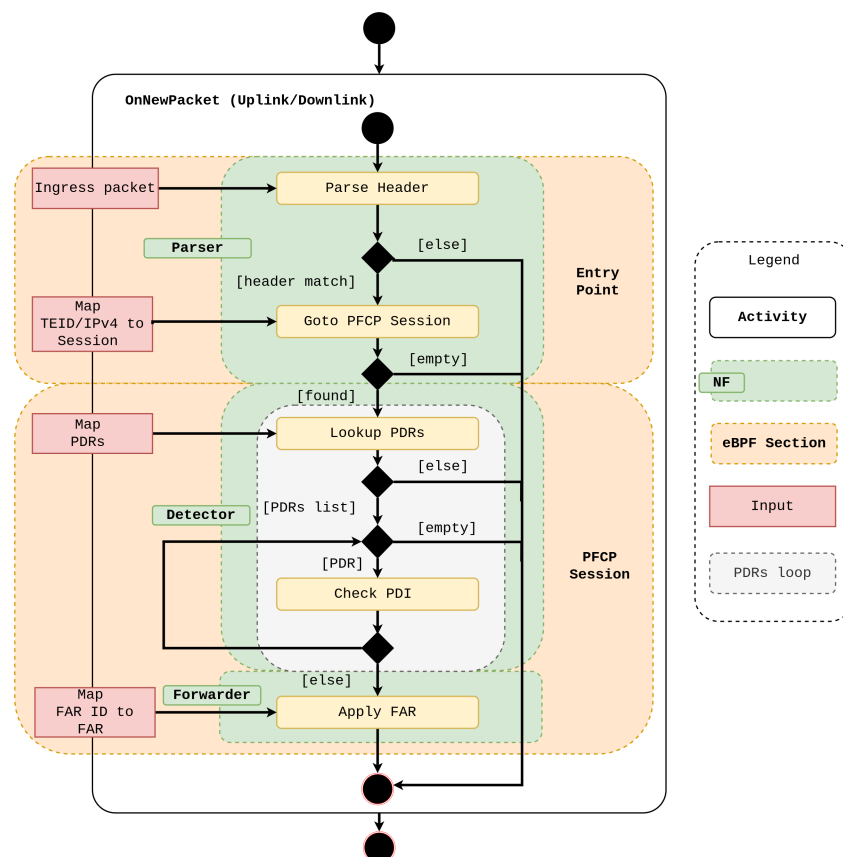 OnNewPacket (Uplink/Downlink)
Ingress packet
Parse Header
Parser
[else]
[header match]
Entry
Point
Map
TEID/IPv4 to
Session
Goto PFCP Session
[empty]
[found]
Map
PDRs
Lookup PDRs
[else]
[PDRs list]
Detector
[empty]
[PDR]
PFCP
Session
Check PDI
[else]
Map
FAR ID to
FAR
Forwarder
Apply FAR
Legend
Activity
NF
eBPF Section
Input
PDRs loop